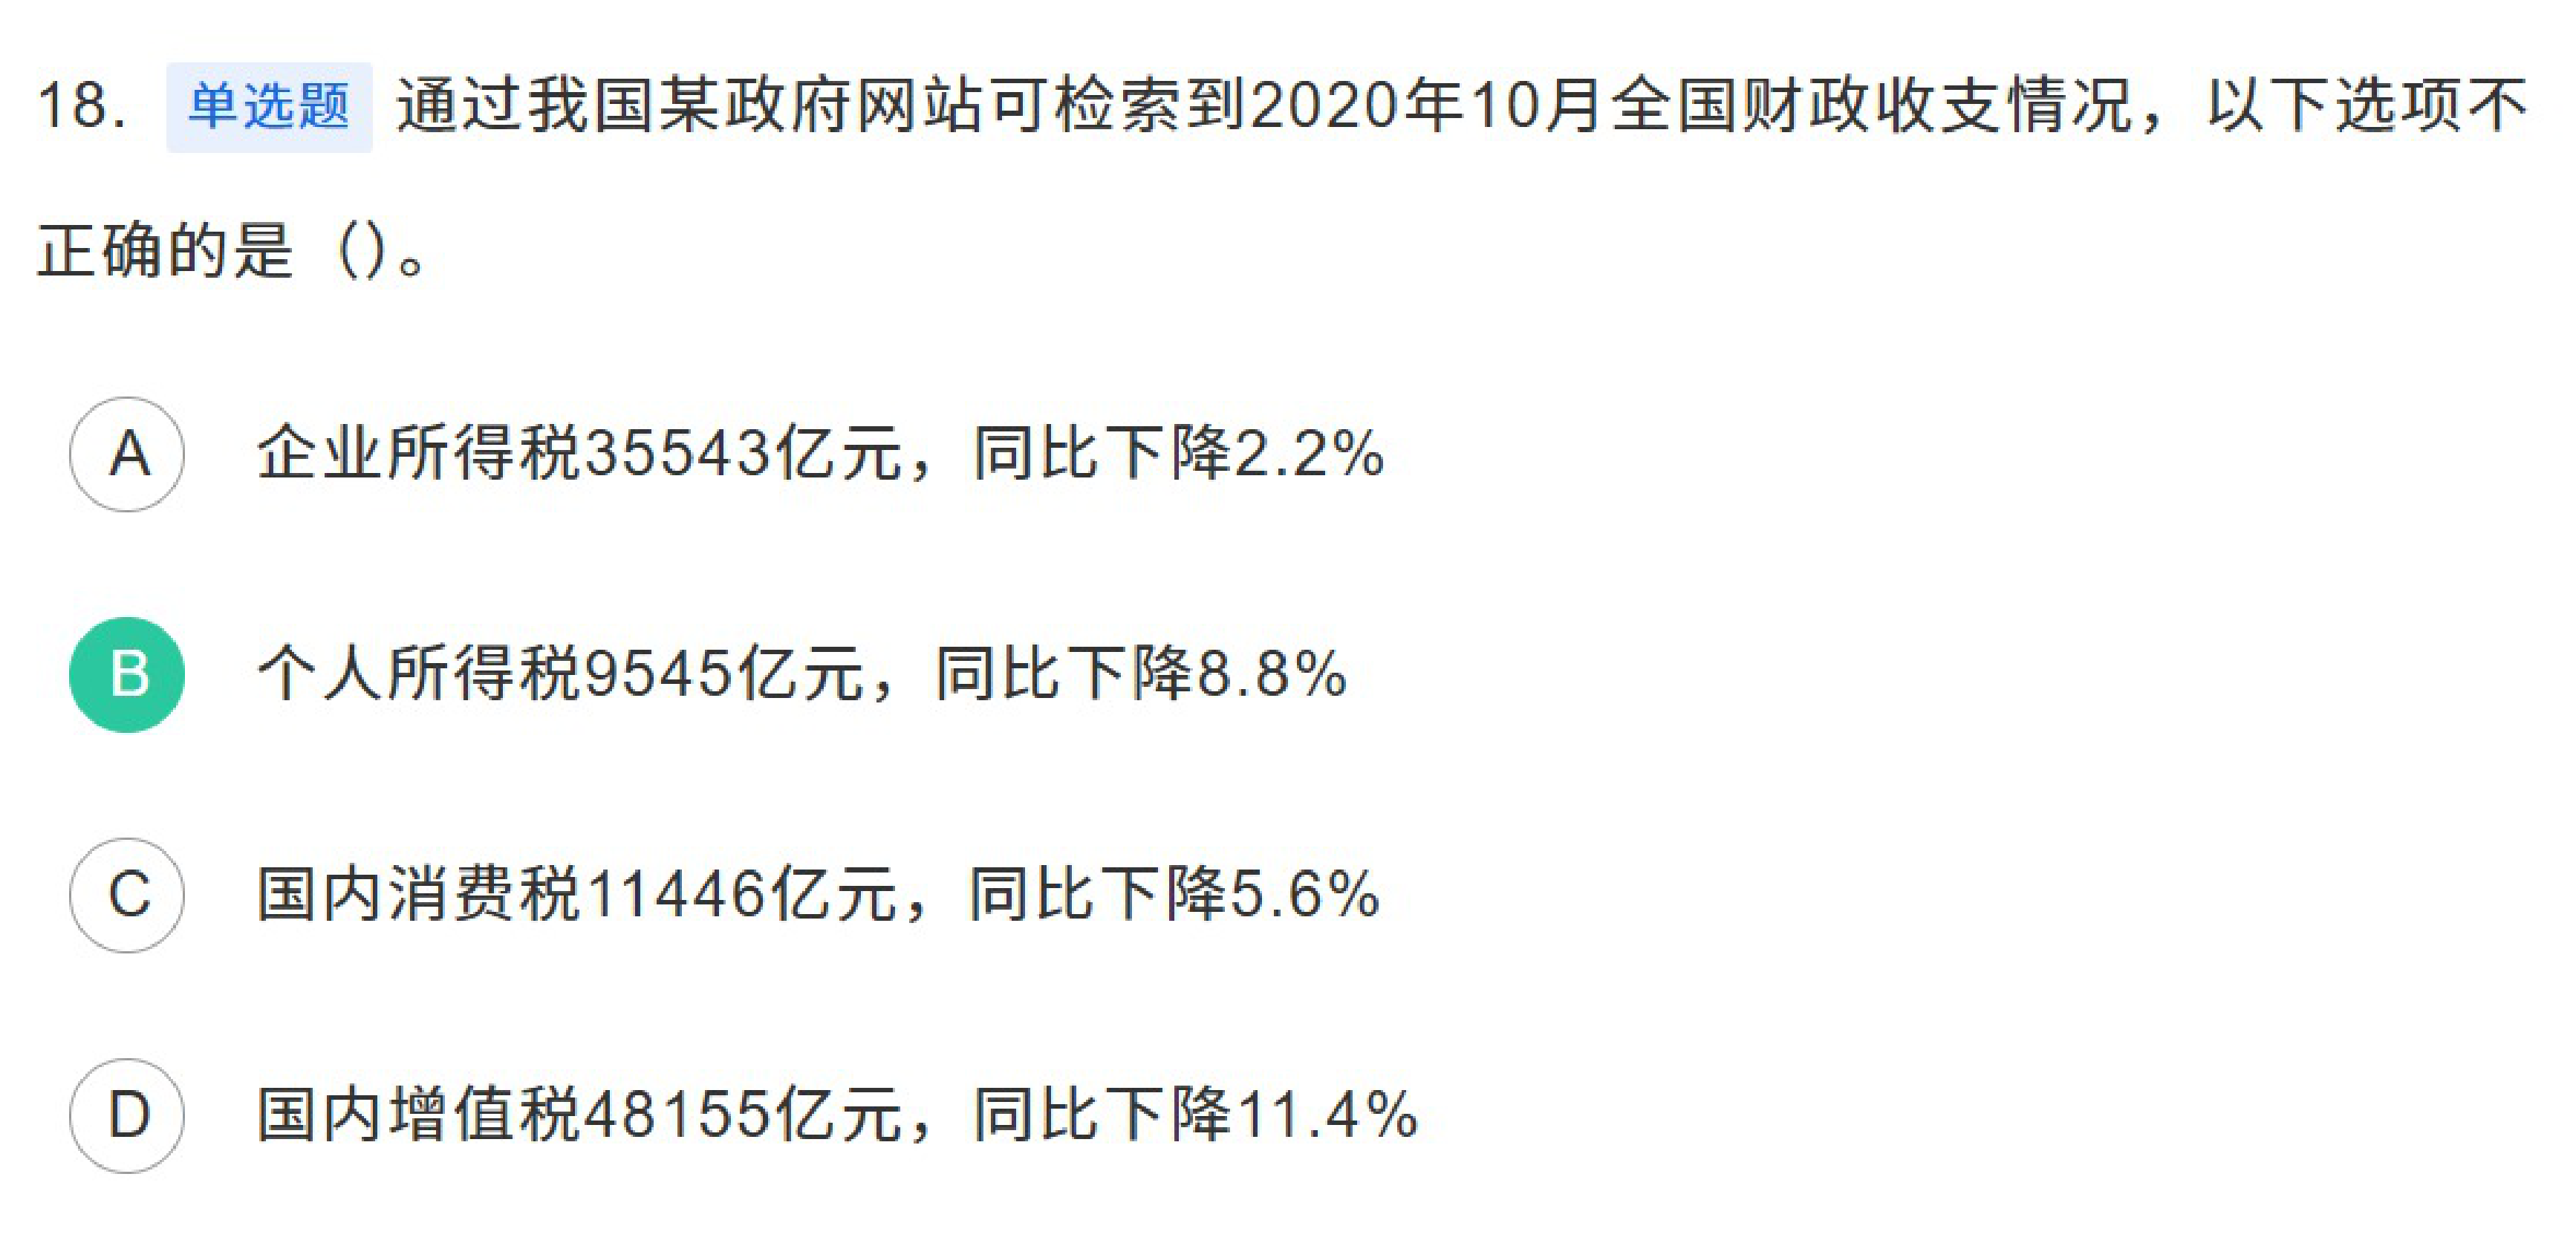 18. 单选题 通过我国某政府网站可检索到2020年10月全国财政收支情况，以下选项不
正确的是（）。
A 企业所得税35543亿元，同比下降2.2%
B 个人所得税9545亿元，同比下降8.8%
C 国内消费税11446亿元，同比下降5.6%
D 国内增值税48155亿元，同比下降11.4%